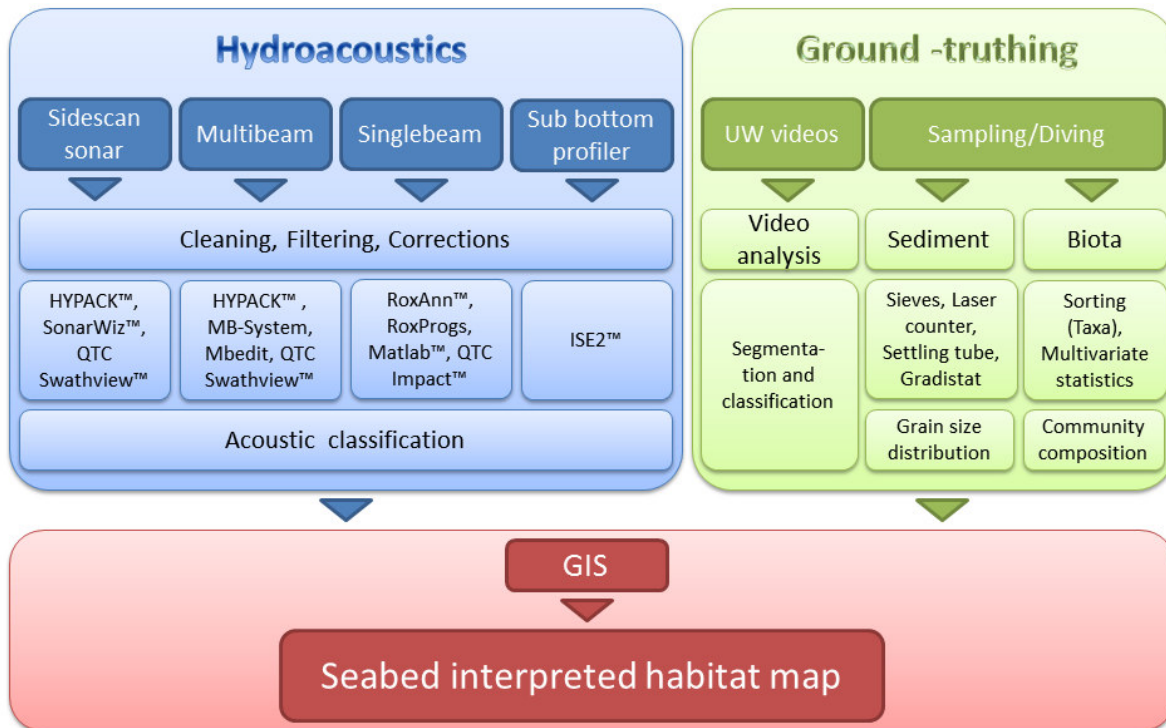 Hydroacoustics
Ground -truthing
Sidescan
sonar
Multibeam
Singlebeam
Sub bottom
profiler
UW videos
Sampling/Diving
Cleaning, Filtering, Corrections
Video
analysis
Sediment
Biota
HYPACK™,
SonarWiz™,
QTC
Swathview™
HYPACK™ ,
MB-System,
Mbedit, QTC
Swathview™
RoxAnn™,
RoxProgs,
Matlab™, QTC
Impact™
ISE2™
Segmenta-
tion and
classification
Sieves, Laser
counter,
Settling tube,
Gradistat
Sorting
(Taxa),
Multivariate
statistics
Acoustic classification
Grain size
distribution
Community
composition
GIS
Seabed interpreted habitat map